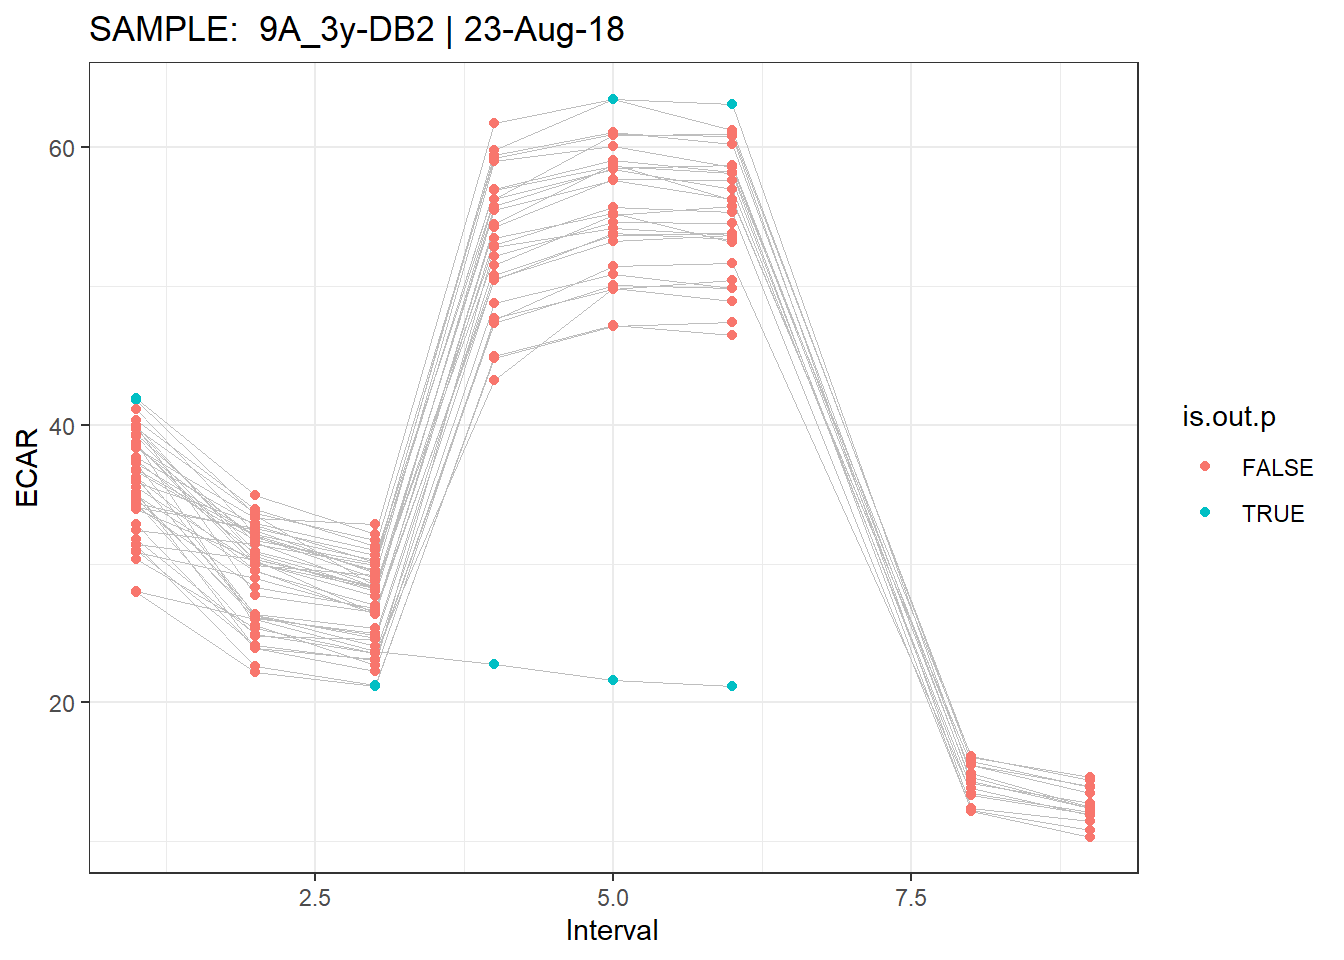 SAMPLE:  9A_3y-DB2 | 23-Aug-18
60
40
20
ECAR
2.5
5.0
7.5
Interval
is.out.p
FALSE
TRUE